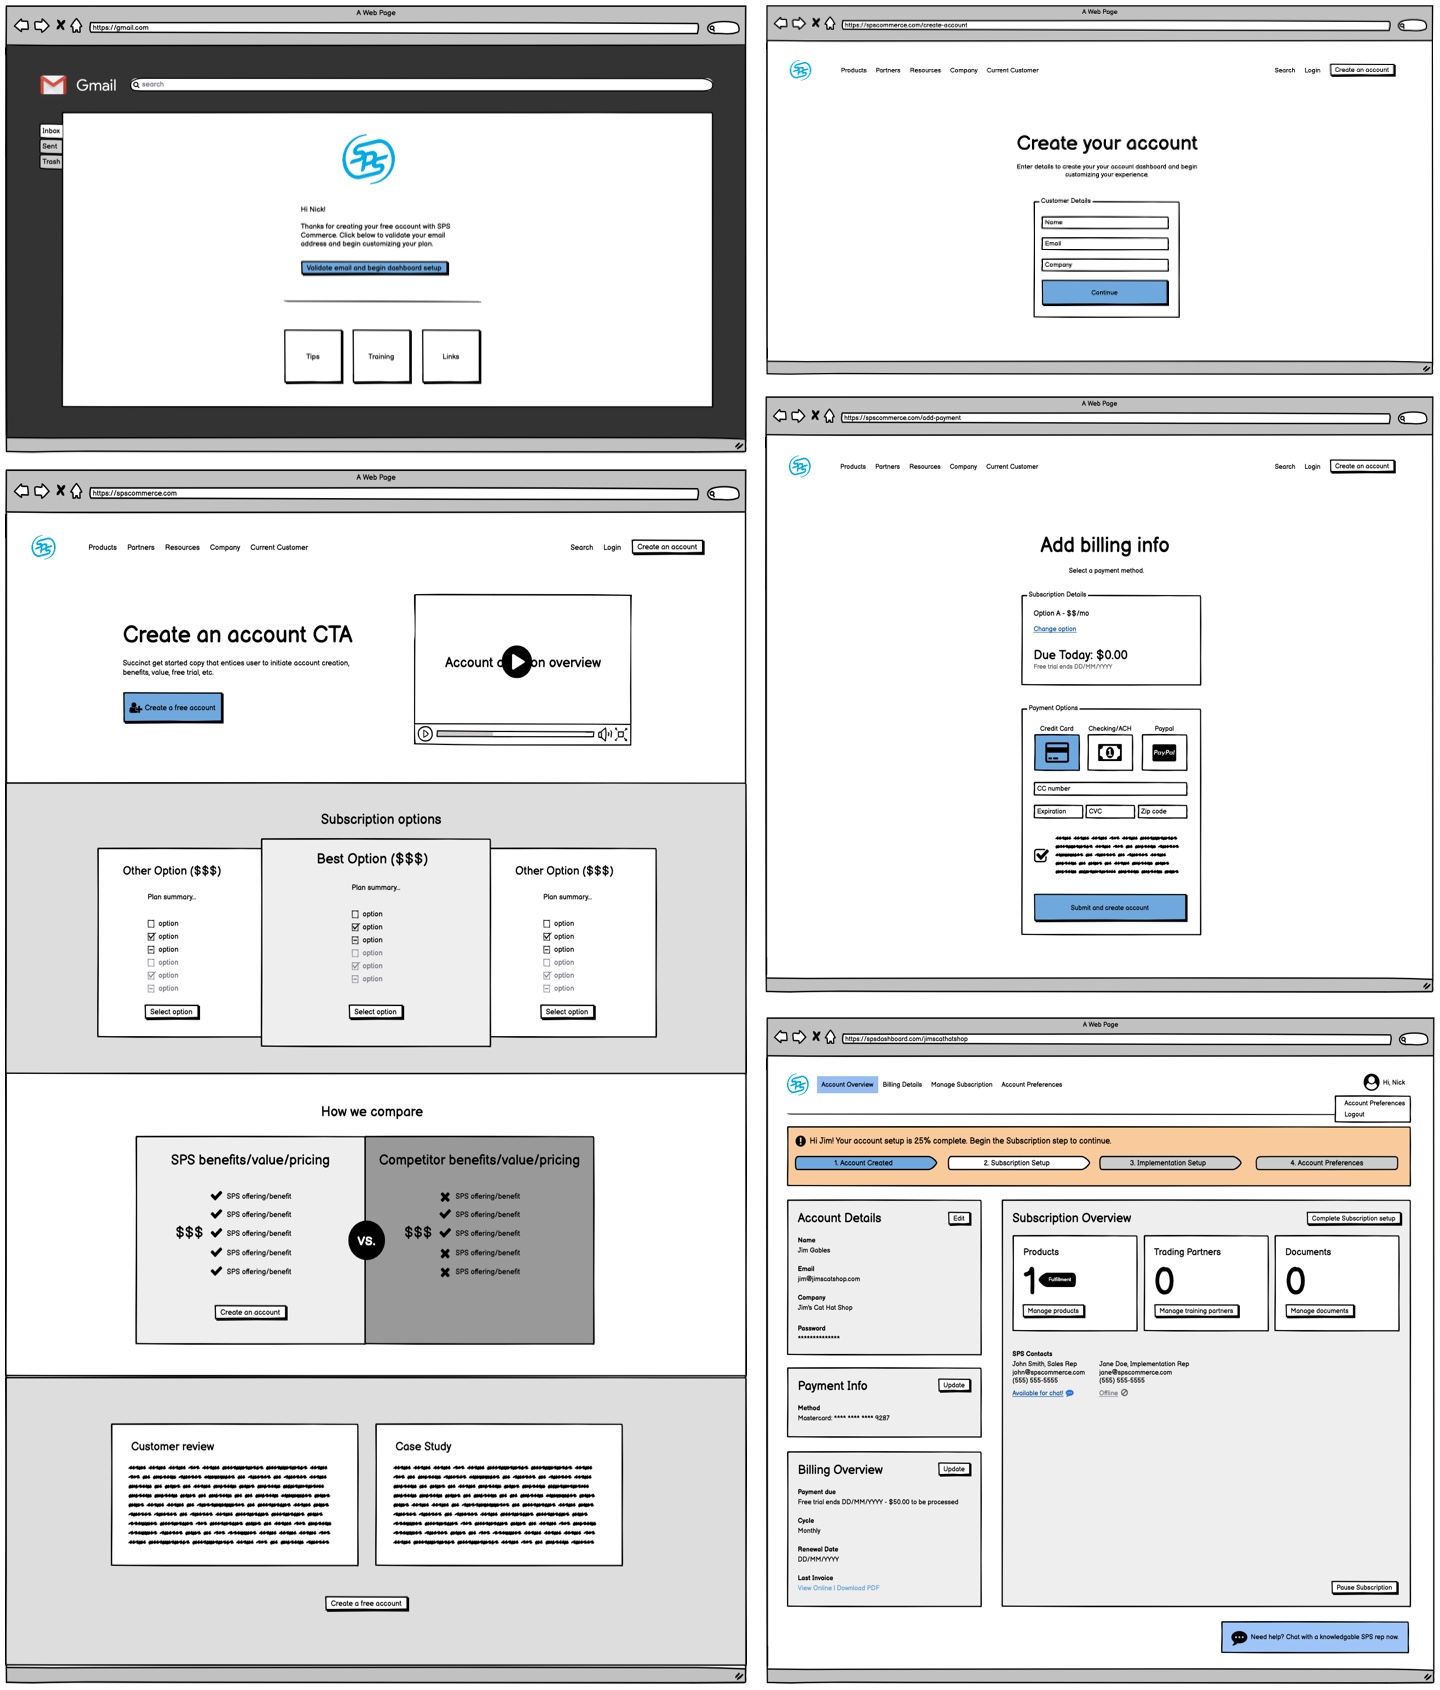 A Web Page
https://gmail.com
Gmail
search
Inbox
Sent
Trash
SPS
Hi Nick!
Thanks for creating your free account with SPS
Commerce. Click below to validate your email
address and begin customizing your plan.
Validate email and begin dashboard setup
Tips
Training
Links
A Web Page
https://spscommerce.com
SPS
Products Partners Resources Company Current Customer
Search Login Create an account
Create an account CTA
Succinct get started copy that entices user to initiate account creation,
benefits, value, free trial, etc.
Create a free account
Account on overview
Subscription options
Other Option ($$$)
Plan summary...
option
option
option
option
option
option
Select option
Best Option ($$$)
Plan summary...
option
option
option
option
option
option
Select option
Other Option ($$$)
Plan summary...
option
option
option
option
option
option
Select option
How we compare
SPS benefits/value/pricing
$$$
SPS offering/benefit
SPS offering/benefit
SPS offering/benefit
SPS offering/benefit
SPS offering/benefit
Create an account
VS.
Competitor benefits/value/pricing
$$$
SPS offering/benefit
SPS offering/benefit
SPS offering/benefit
SPS offering/benefit
SPS offering/benefit
Customer review
Case Study
Create a free account
A Web Page
https://spscommerce.com/create-account
SPS
Products Partners Resources Company Current Customer
Search Login Create an account
Create your account
Enter details to create your your account dashboard and begin
customizing your experience.
Customer Details
Name
Email
Company
Continue
A Web Page
https://spscommerce.com/add-payment
SPS
Products Partners Resources Company Current Customer
Search Login Create an account
Add billing info
Select a payment method.
Subscription Details
Option A - $$/mo
Change option
Due Today: $0.00
Free trial ends DD/MM/YYYY
Payment Options
Credit Card Checking/ACH Paypal
1
PayPal
CC number
Expiration CVC Zip code
Submit and create account
A Web Page
https://spsdashboard.com/jimscathatshop
SPS
Account Overview Billing Details Manage Subscription Account Preferences
Hi, Nick
Account Preferences
Logout
Hi Jim! Your account setup is 25% complete. Begin the Subscription step to continue.
1. Account Created
2. Subscription Setup
3. Implementation Setup
4. Account Preferences
Account Details
Edit
Name
Jim Gables
Email
jim@jimscatshop.com
Company
Jim's Cat Hat Shop
Password
**************
Payment Info
Update
Method
Mastercard: **** **** **** 9287
Billing Overview
Update
Payment due
Free trial ends DD/MM/YYYY - $50.00 to be processed
Cycle
Monthly
Renewal Date
DD/MM/YYYY
Last Invoice
View Online | Download PDF
Subscription Overview
Complete Subscription setup
Products
1
Fulfillment
Manage products
Trading Partners
0
Manage training partners
Documents
0
Manage documents
SPS Contacts
John Smith, Sales Rep
john@spscommerce.com
(555) 555-5555
Available for chat!
Jane Doe, Implementation Rep
jane@spscommerce.com
(555) 555-5555
Offline
Pause Subscription
Need help? Chat with a knowledgable SPS rep now.